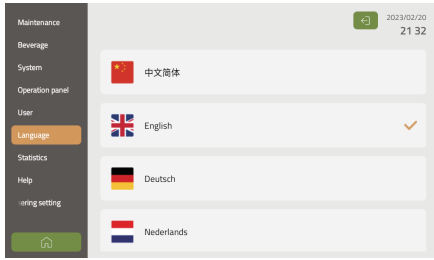 Maintenance
Beverage
System
Operation panel
User
Language
Statistics
Help
ering setting
2023/02/20
21 32
中文简体
English
Deutsch
Nederlands